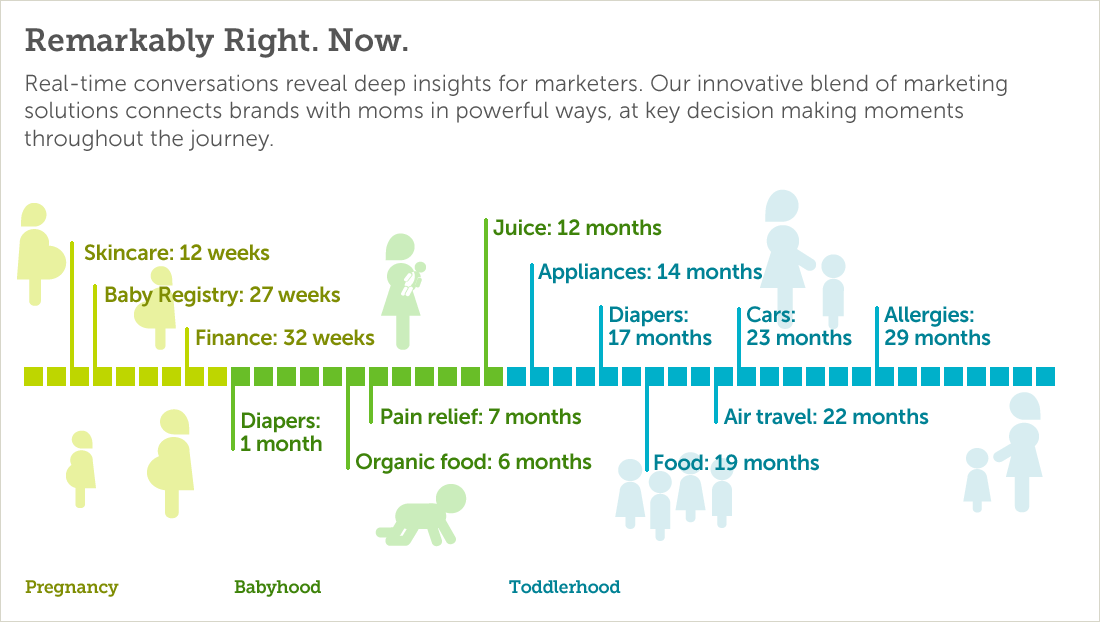 Remarkably Right. Now.
Real-time conversations reveal deep insights for marketers. Our innovative blend of marketing
solutions connects brands with moms in powerful ways, at key decision making moments
throughout the journey.
Juice: 12 months
Skincare: 12 weeks
Appliances: 14 months
Baby Registry: 27 weeks
Finance: 32 weeks
Diapers:
17 months
Cars:
23 months
Allergies:
29 months
Diapers:
1 month
Pain relief: 7 months
Air travel: 22 months
Organic food: 6 months
Food: 19 months
Pregnancy
Babyhood
Toddlerhood